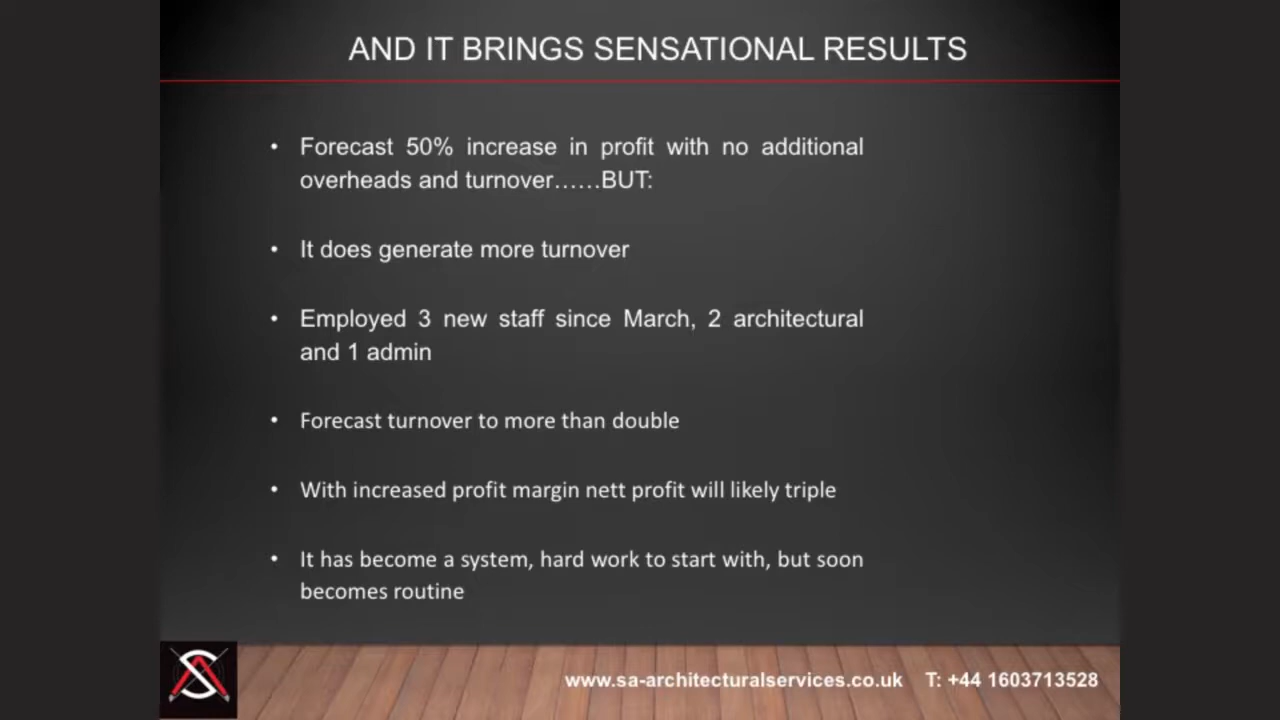 AND IT BRINGS SENSATIONAL RESULTS
• Forecast 50% increase in profit with no additional
overheads and turnover……BUT:
• It does generate more turnover
• Employed 3 new staff since March, 2 architectural
and 1 admin
• Forecast turnover to more than double
• With increased profit margin nett profit will likely triple
• It has become a system, hard work to start with, but soon
becomes routine
SA
www.sa-architecturalservices.co.uk T: +44 1603713528